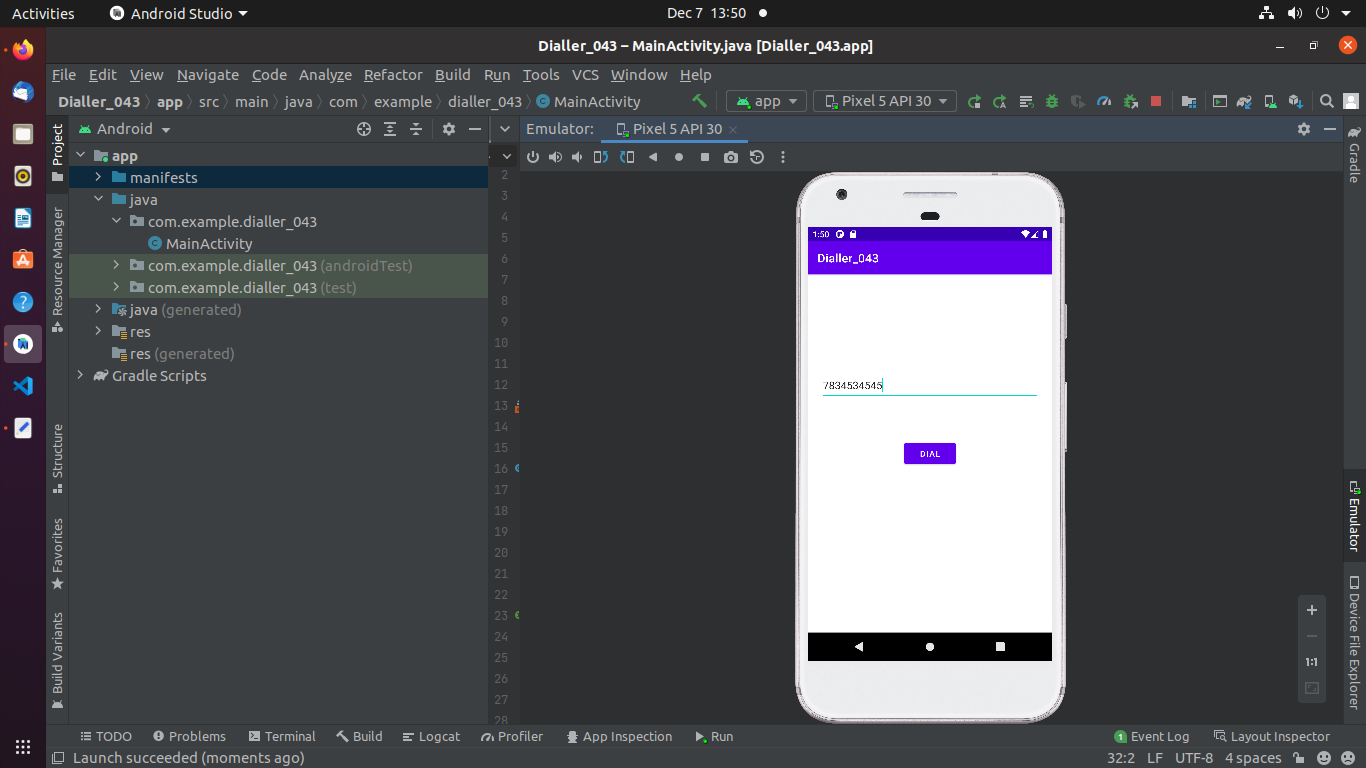 Activities Android Studio Dec 7 13:50
Dialler_043 – MainActivity.java [Dialler_043.app]
File Edit View Navigate Code Analyze Refactor Build Run Tools VCS Window Help
Dialler_043 app src main java com example dialler_043 MainActivity app Pixel 5 API 30
Project
Android
Emulator: Pixel 5 API 30
Gradle
app
manifests
java
com.example.dialler_043
MainActivity
com.example.dialler_043 (androidTest)
com.example.dialler_043 (test)
java (generated)
res
res (generated)
Gradle Scripts
Resource Manager
Structure
Favorites
Build Variants
2
3
4
5
6
7
8
9
10
11
12
13
14
15
16
17
18
19
20
21
22
23
24
25
26
27
28
1:50
Dialler_043
7834534545
DIAL
Emulator
Device File Explorer
1:1
TODO Problems Terminal Build Logcat Profiler App Inspection Run 1 Event Log Layout Inspector
Launch succeeded (moments ago) 32:2 LF UTF-8 4 spaces